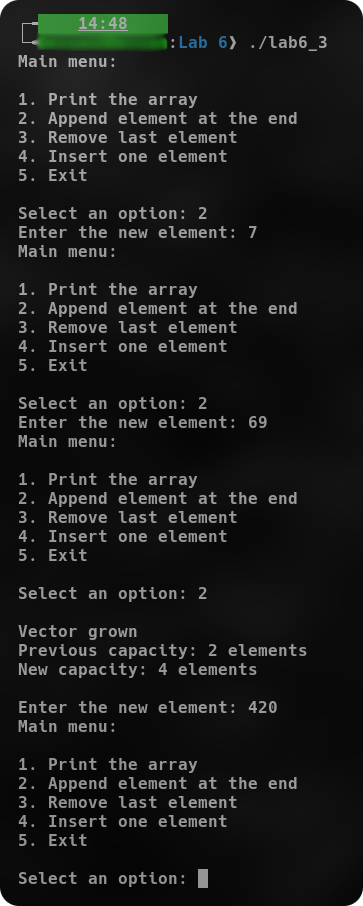 14:48
:Lab 6❱ ./lab6_3
Main menu:
1. Print the array
2. Append element at the end
3. Remove last element
4. Insert one element
5. Exit
Select an option: 2
Enter the new element: 7
Main menu:
1. Print the array
2. Append element at the end
3. Remove last element
4. Insert one element
5. Exit
Select an option: 2
Enter the new element: 69
Main menu:
1. Print the array
2. Append element at the end
3. Remove last element
4. Insert one element
5. Exit
Select an option: 2
Vector grown
Previous capacity: 2 elements
New capacity: 4 elements
Enter the new element: 420
Main menu:
1. Print the array
2. Append element at the end
3. Remove last element
4. Insert one element
5. Exit
Select an option: